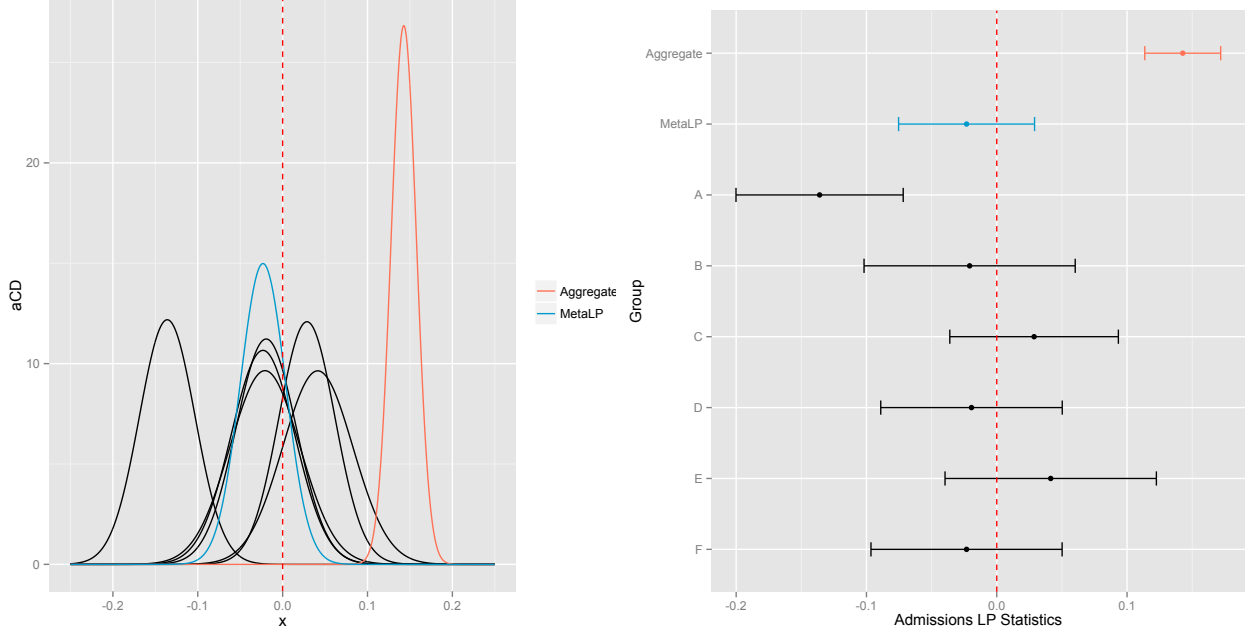 20
10
0
aCD
-0.2
-0.1
0.0
0.1
0.2
x
Aggregate
MetaLP
Group
Aggregate
MetaLP
A
B
C
D
E
F
-0.2
-0.1
0.0
0.1
Admissions LP Statistics